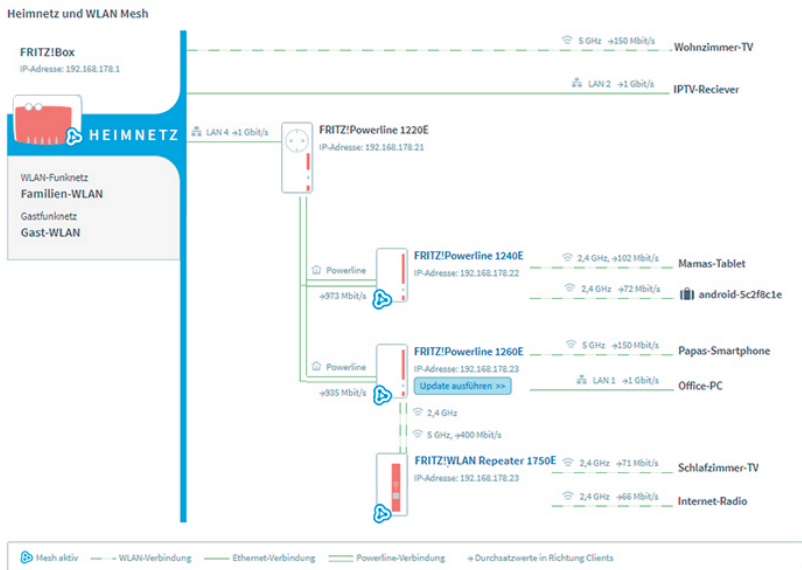 Heimnetz und WLAN Mesh
FRITZ!Box
IP-Adresse: 192.168.178.1
HEIMNETZ
WLAN-Funknetz
Familien-WLAN
Gastfunknetz
Gast-WLAN
5 GHz →150 Mbit/s
Wohnzimmer-TV
LAN 2 →1 Gbit/s
IPTV-Reciever
LAN 4 →1 Gbit/s
FRITZ!Powerline 1220E
IP-Adresse: 192.168.178.21
Powerline
→973 Mbit/s
FRITZ!Powerline 1240E
IP-Adresse: 192.168.178.22
2,4 GHz, →102 Mbit/s
Mamas-Tablet
2,4 GHz →72 Mbit/s
android-5c2f8c1e
Powerline
→935 Mbit/s
FRITZ!Powerline 1260E
IP-Adresse: 192.168.178.23
Update ausführen >>
5 GHz →150 Mbit/s
Papas-Smartphone
LAN 1 →1 Gbit/s
Office-PC
2,4 GHz
5 GHz, →400 Mbit/s
FRITZ!WLAN Repeater 1750E
IP-Adresse: 192.168.178.23
2,4 GHz →71 Mbit/s
Schlafzimmer-TV
2,4 GHz →66 Mbit/s
Internet-Radio
Mesh aktiv
WLAN-Verbindung
Ethernet-Verbindung
Powerline-Verbindung
→ Durchsatzwerte in Richtung Clients